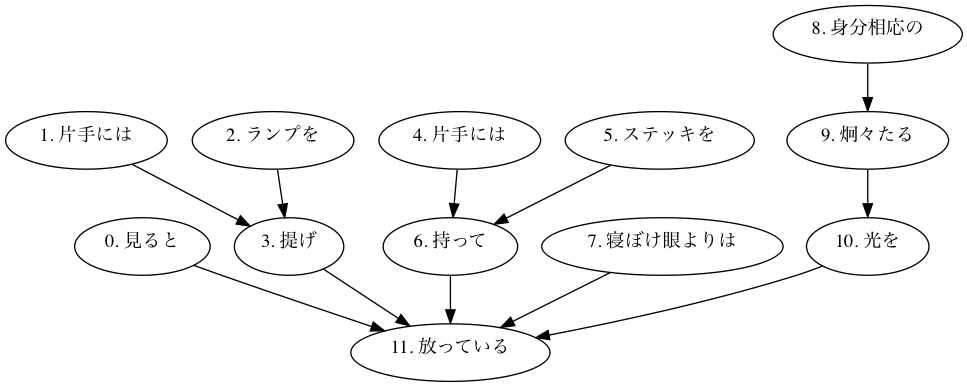 8. 身分相応の
1. 片手には
2. ランプを
4. 片手には
5. ステッキを
9. 炯々たる
0. 見ると
3. 提げ
6. 持って
7. 寝ぼけ眼よりは
10. 光を
11. 放っている